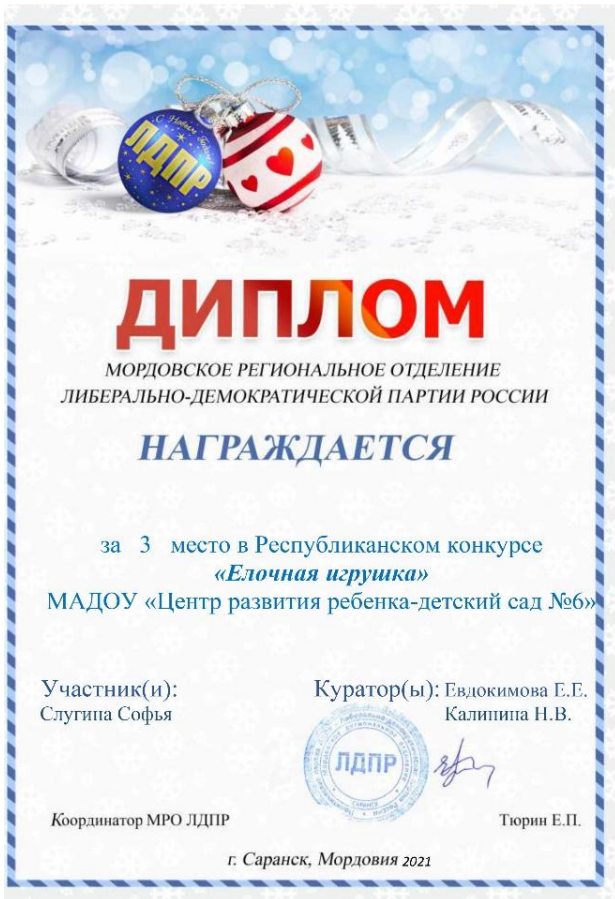 С Новым Годом
ЛДПР
ДИПЛОМ
МОРДОВСКОЕ РЕГИОНАЛЬНОЕ ОТДЕЛЕНИЕ
ЛИБЕРАЛЬНО-ДЕМОКРАТИЧЕСКОЙ ПАРТИИ РОССИИ
НАГРАЖДАЕТСЯ
за 3 место в Республиканском конкурсе
«Елочная игрушка»
МАДОУ «Центр развития ребенка-детский сад №6»
Участник(и): Куратор(ы): Евдокимова Е.Е.
Слугина Софья Калинина Н.В.
ЛДПР
САРАНСК
Координатор МРО ЛДПР Тюрин Е.П.
г. Саранск, Мордовия 2021